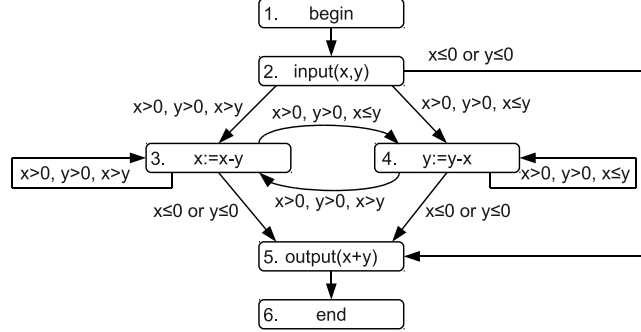 1. begin
2. input(x,y)
x≤0 or y≤0
x>0, y>0, x>y
x>0, y>0, x≤y
x>0, y>0, x≤y
3. x:=x-y
4. y:=y-x
x>0, y>0, x>y
x>0, y>0, x>y
x>0, y>0, x≤y
x≤0 or y≤0
x≤0 or y≤0
5. output(x+y)
6. end